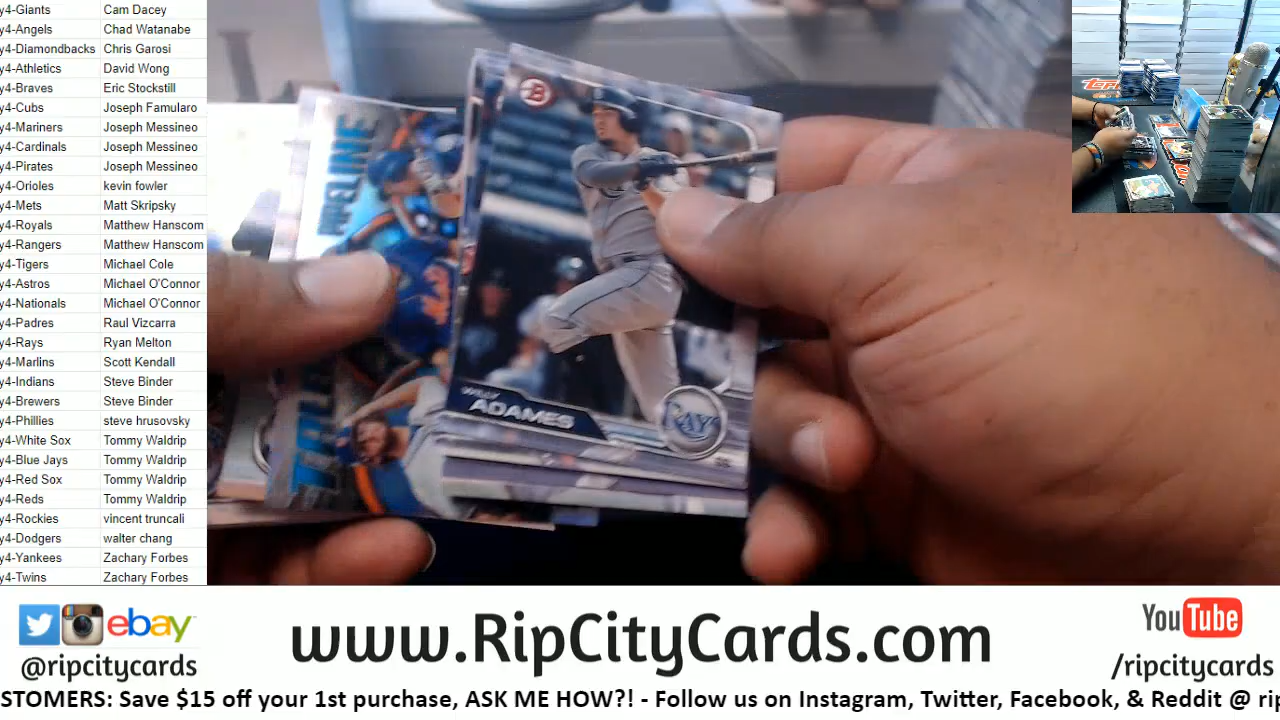 y4-Giants Cam Dacey
y4-Angels Chad Watanabe
y4-Diamondbacks Chris Garosi
y4-Athletics David Wong
y4-Braves Eric Stockstill
y4-Cubs Joseph Famularo
y4-Mariners Joseph Messineo
y4-Cardinals Joseph Messineo
y4-Pirates Joseph Messineo
y4-Orioles kevin fowler
y4-Mets Matt Skripsky
y4-Royals Matthew Hanscom
y4-Rangers Matthew Hanscom
y4-Tigers Michael Cole
y4-Astros Michael O'Connor
y4-Nationals Michael O'Connor
y4-Padres Raul Vizcarra
y4-Rays Ryan Melton
y4-Marlins Scott Kendall
y4-Indians Steve Binder
y4-Brewers Steve Binder
y4-Phillies steve hrusovsky
y4-White Sox Tommy Waldrip
y4-Blue Jays Tommy Waldrip
y4-Red Sox Tommy Waldrip
y4-Reds Tommy Waldrip
y4-Rockies vincent truncali
y4-Dodgers walter chang
y4-Yankees Zachary Forbes
y4-Twins Zachary Forbes
B
PIPELINE
WILLY
ADAMES
RAYS
ebay
@ripcitycards
www.RipCityCards.com
YouTube
/ripcitycards
STOMERS: Save $15 off your 1st purchase, ASK ME HOW?! - Follow us on Instagram, Twitter, Facebook, & Reddit @ rip